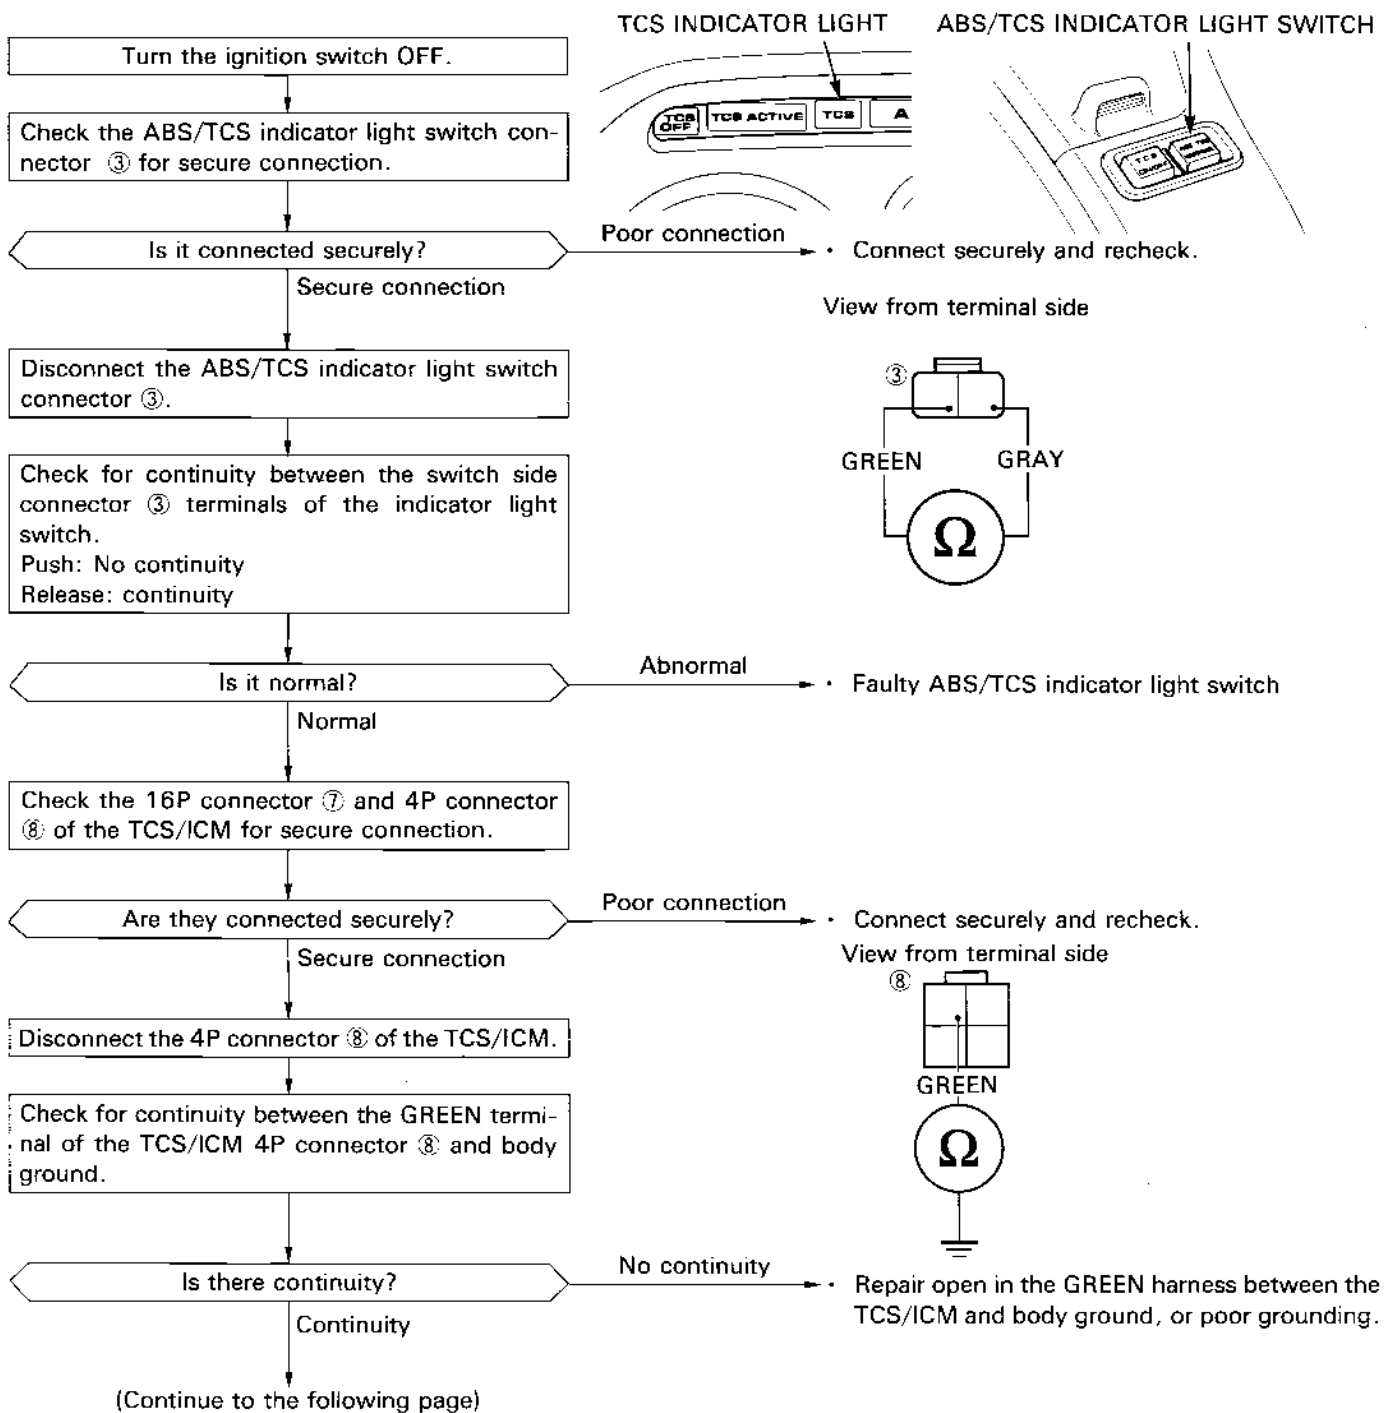 TCS INDICATOR LIGHT
ABS/TCS INDICATOR LIGHT SWITCH
Turn the ignition switch OFF.
TCS
OFF
TCS ACTIVE
TCS
A
TCS
ON/OFF
Check the ABS/TCS indicator light switch con-
nector ③ for secure connection.
Is it connected securely?
Poor connection
· Connect securely and recheck.
Secure connection
View from terminal side
Disconnect the ABS/TCS indicator light switch
connector ③.
③
GREEN
GRAY
Ω
Check for continuity between the switch side
connector ③ terminals of the indicator light
switch.
Push: No continuity
Release: continuity
Is it normal?
Abnormal
· Faulty ABS/TCS indicator light switch
Normal
Check the 16P connector ⑦ and 4P connector
⑧ of the TCS/ICM for secure connection.
Are they connected securely?
Poor connection
· Connect securely and recheck.
Secure connection
View from terminal side
⑧
GREEN
Ω
Disconnect the 4P connector ⑧ of the TCS/ICM.
Check for continuity between the GREEN termi-
nal of the TCS/ICM 4P connector ⑧ and body
ground.
Is there continuity?
No continuity
· Repair open in the GREEN harness between the
TCS/ICM and body ground, or poor grounding.
Continuity
(Continue to the following page)